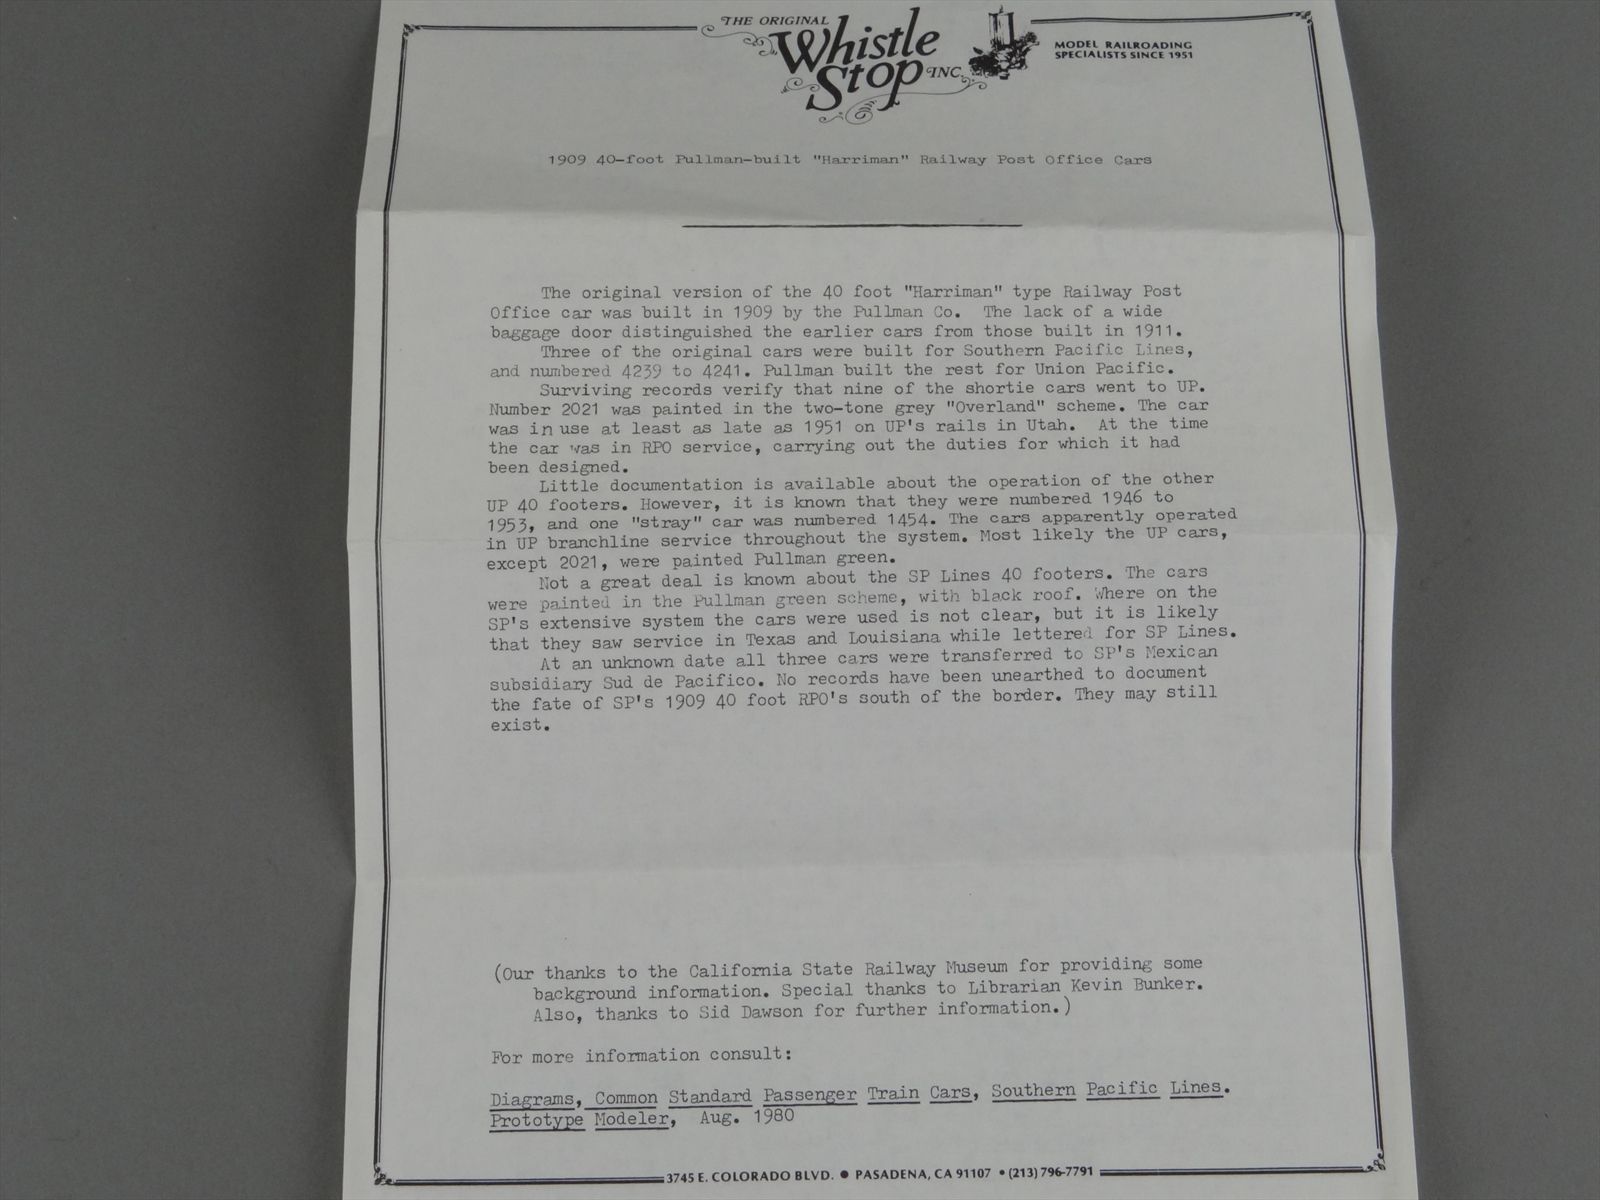 THE ORIGINAL
Whistle
Stop INC.
MODEL RAILROADING
SPECIALISTS SINCE 1951
1909 40-foot Pullman-built "Harriman" Railway Post Office Cars
The original version of the 40 foot "Harriman" type Railway Post
Office car was built in 1909 by the Pullman Co. The lack of a wide
baggage door distinguished the earlier cars from those built in 1911.
Three of the original cars were built for Southern Pacific Lines,
and numbered 4239 to 4241. Pullman built the rest for Union Pacific.
Surviving records verify that nine of the shortie cars went to UP.
Number 2021 was painted in the two-tone grey "Overland" scheme. The car
was in use at least as late as 1951 on UP's rails in Utah. At the time
the car was in RPO service, carrying out the duties for which it had
been designed.
Little documentation is available about the operation of the other
UP 40 footers. However, it is known that they were numbered 1946 to
1953, and one "stray" car was numbered 1454. The cars apparently operated
in UP branchline service throughout the system. Most likely the UP cars,
except 2021, were painted Pullman green.
Not a great deal is known about the SP Lines 40 footers. The cars
were painted in the Pullman green scheme, with black roof. Where on the
SP's extensive system the cars were used is not clear, but it is likely
that they saw service in Texas and Louisiana while lettered for SP Lines.
At an unknown date all three cars were transferred to SP's Mexican
subsidiary Sud de Pacifico. No records have been unearthed to document
the fate of SP's 1909 40 foot RPO's south of the border. They may still
exist.
(Our thanks to the California State Railway Museum for providing some
background information. Special thanks to Librarian Kevin Bunker.
Also, thanks to Sid Dawson for further information.)
For more information consult:
Diagrams, Common Standard Passenger Train Cars, Southern Pacific Lines.
Prototype Modeler, Aug. 1980
3745 E. COLORADO BLVD. ● PASADENA, CA 91107 • (213) 796-7791